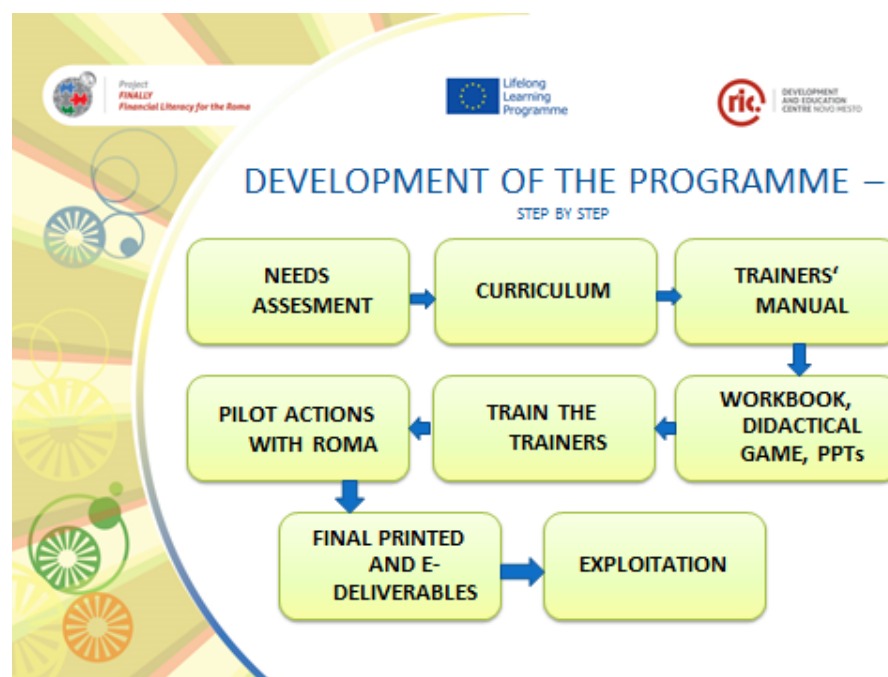 Project
FINALLY
Financial Literacy for the Roma
Lifelong
Learning
Programme
ric.
DEVELOPMENT
AND EDUCATION
CENTRE NOVO MESTO
DEVELOPMENT OF THE PROGRAMME –
STEP BY STEP
NEEDS
ASSESMENT
CURRICULUM
TRAINERS‘
MANUAL
WORKBOOK,
DIDACTICAL
GAME, PPTs
TRAIN THE
TRAINERS
PILOT ACTIONS
WITH ROMA
FINAL PRINTED
AND E-
DELIVERABLES
EXPLOITATION